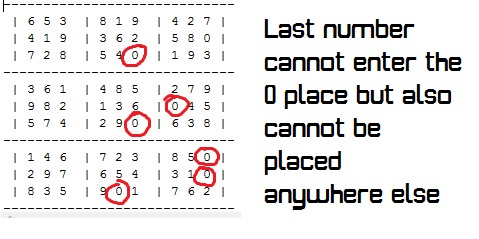 | 6 5 3 | 8 1 9 | 4 2 7 |
| 4 1 9 | 3 6 2 | 5 8 0 |
| 7 2 8 | 5 4 0 | 1 9 3 |
| 3 6 1 | 4 8 5 | 2 7 9 |
| 9 8 2 | 1 3 6 | 0 4 5 |
| 5 7 4 | 2 9 0 | 6 3 8 |
| 1 4 6 | 7 2 3 | 8 5 0 |
| 2 9 7 | 6 5 4 | 3 1 0 |
| 8 3 5 | 9 0 1 | 7 6 2 |
Last number
cannot enter the
0 place but also
cannot be
placed
anywhere else